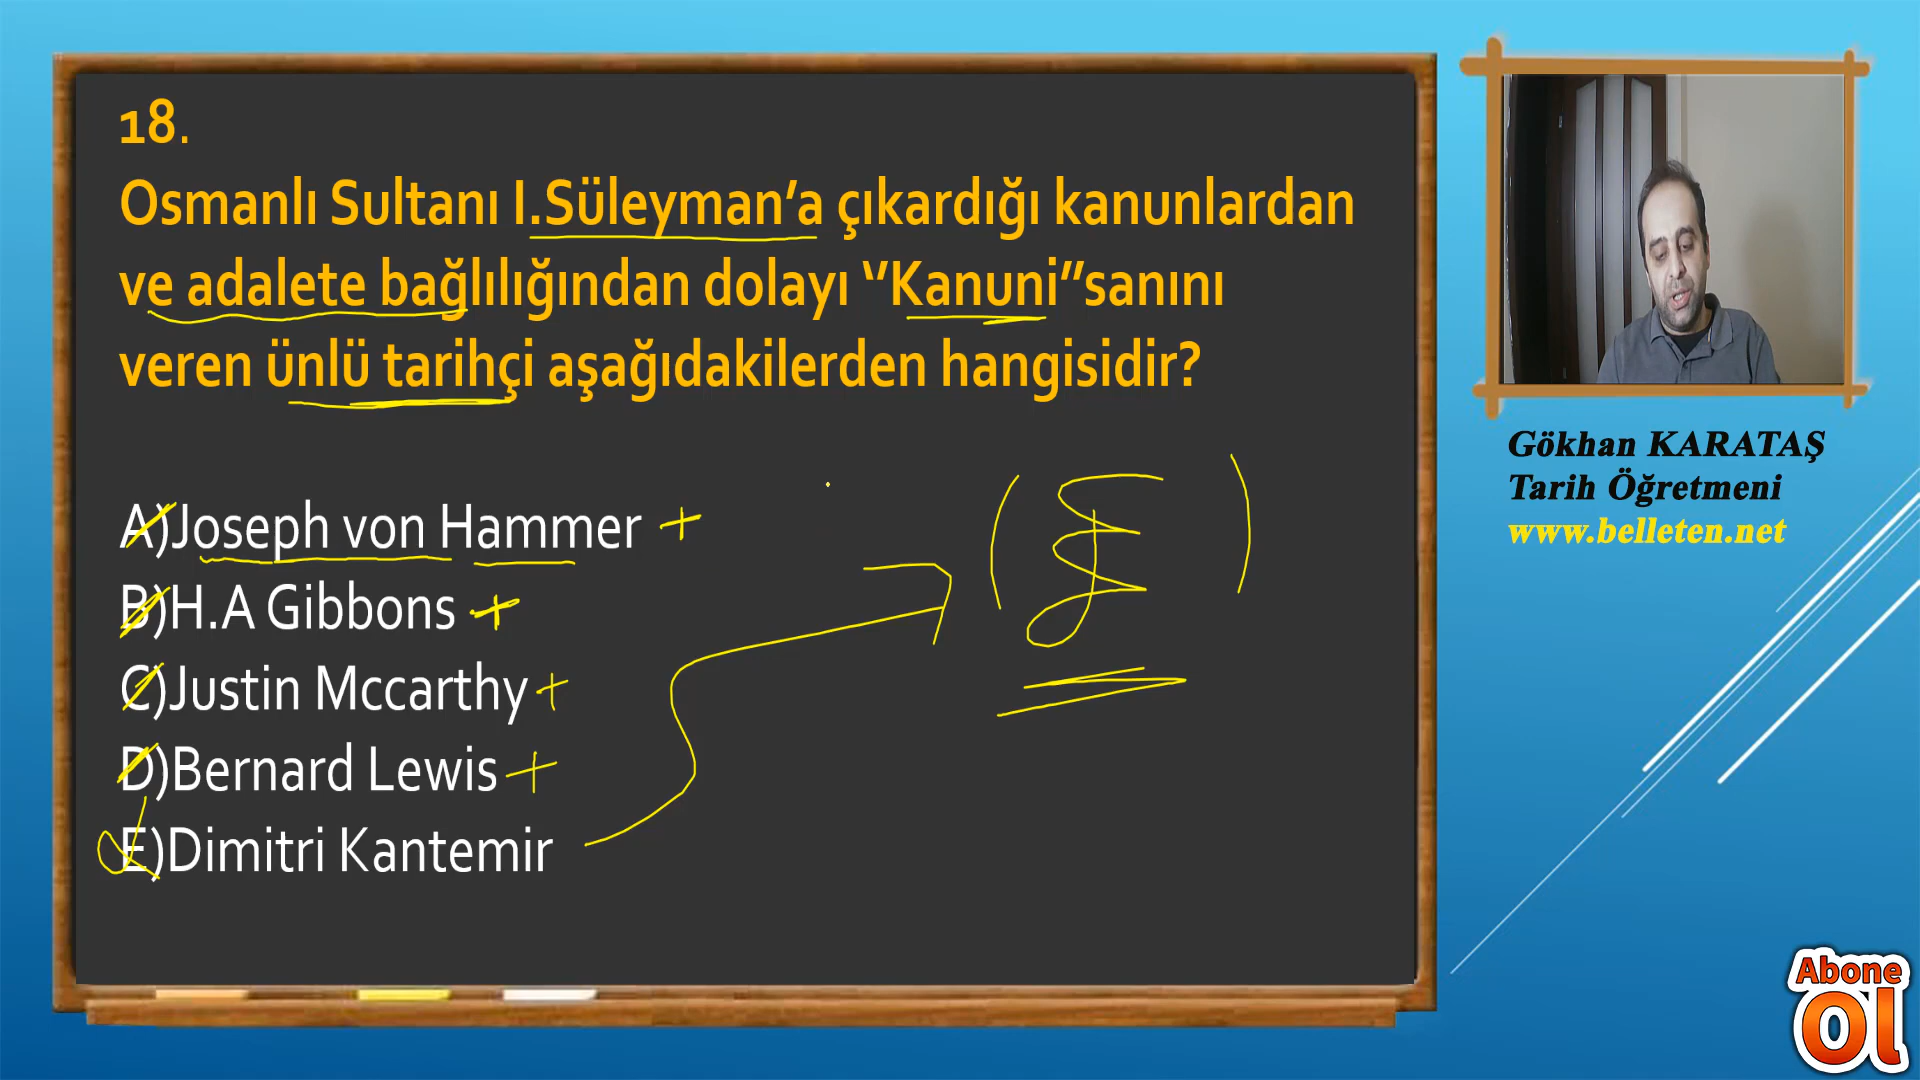 18.
Osmanlı Sultanı I.Süleyman’a çıkardığı kanunlardan
ve adalete bağlılığından dolayı ‘’Kanuni’’sanını
veren ünlü tarihçi aşağıdakilerden hangisidir?
A)Joseph von Hammer +
B)H.A Gibbons +
C)Justin Mccarthy +
D)Bernard Lewis +
E)Dimitri Kantemir
( E )
Gökhan KARATAŞ
Tarih Öğretmeni
www.belleten.net
Abone
Ol